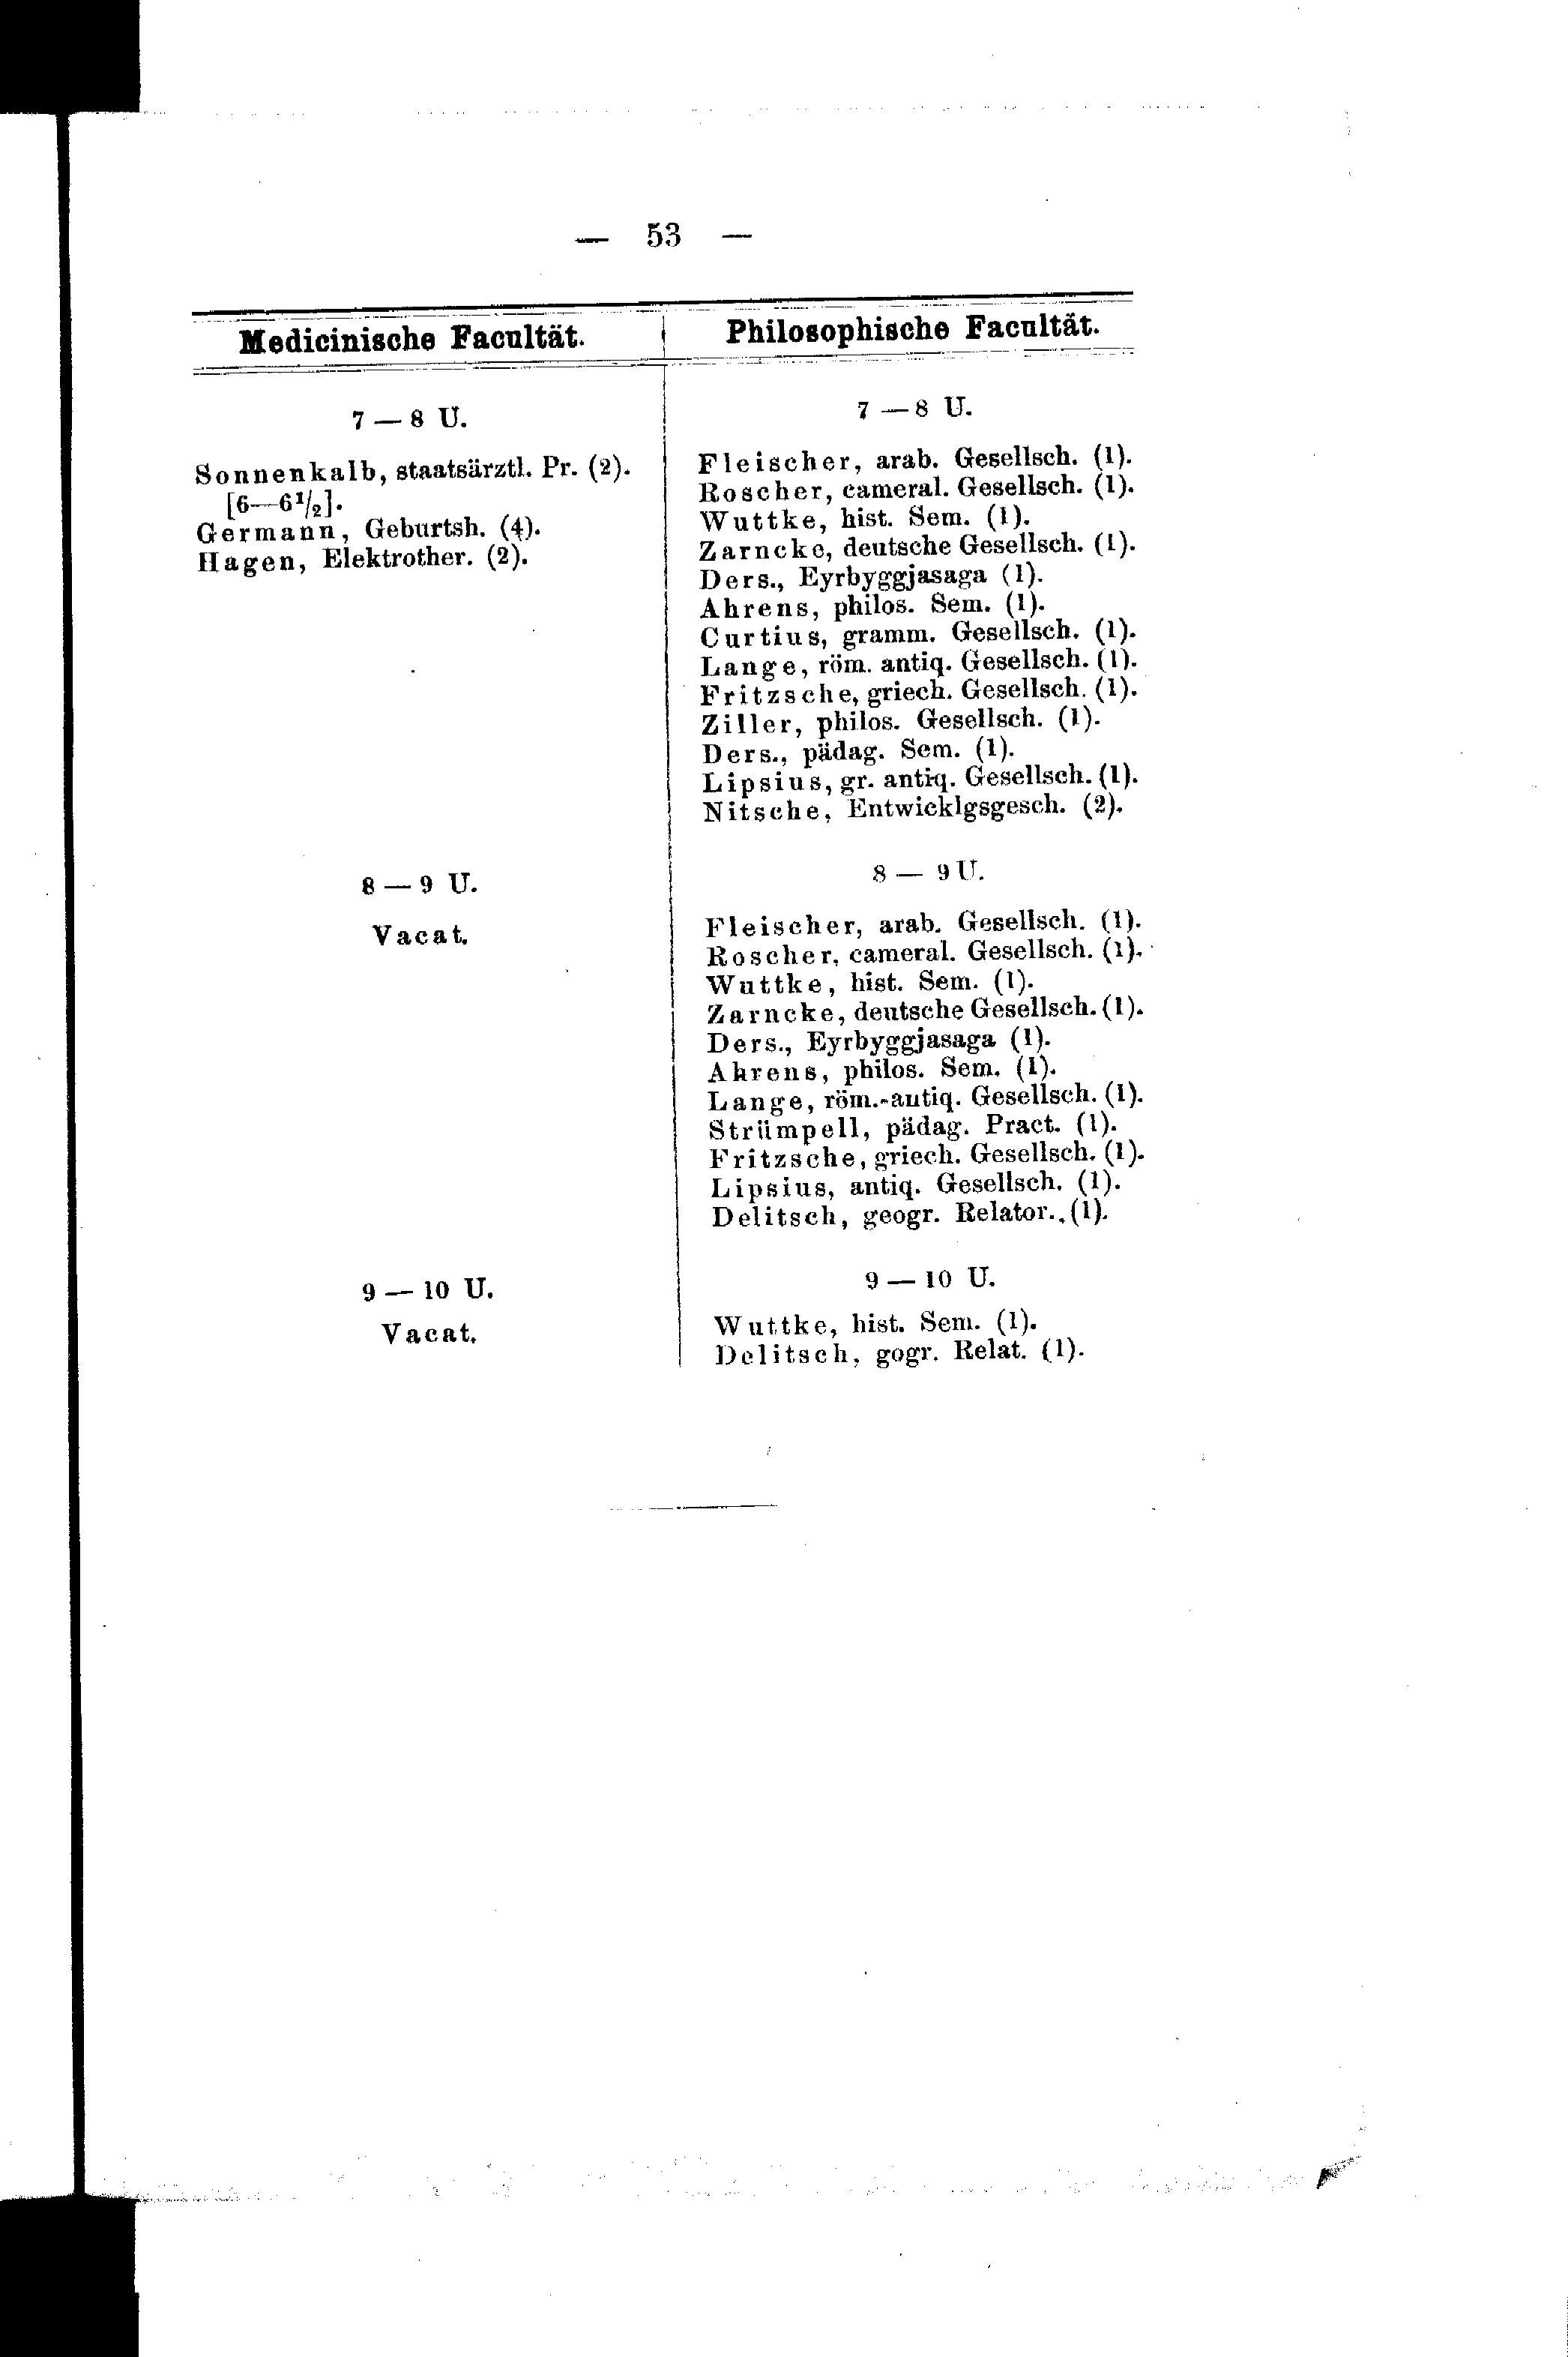 — 53 —
Medicinische Facultät.
7 — 8 U.
Sonnenkalb, staatsärztl. Pr. (2).
[6—6½].
Germann, Geburtsh. (4).
Hagen, Elektrother. (2).
8 — 9 U.
Vacat.
9 — 10 U.
Vacat.
Philosophische Facultät.
7 — 8 U.
Fleischer, arab. Gesellsch. (1).
Roscher, cameral. Gesellsch. (1).
Wuttke, hist. Sem. (1).
Zarncke, deutsche Gesellsch. (1).
Ders., Eyrbyggjasaga (1).
Ahrens, philos. Sem. (1).
Curtius, gramm. Gesellsch. (1).
Lange, röm. antiq. Gesellsch. (1).
Fritzsche, griech. Gesellsch. (1).
Ziller, philos. Gesellsch. (1).
Ders., pädag. Sem. (1).
Lipsius, gr. antiq. Gesellsch. (1).
Nitsche, Entwicklgsgesch. (2).
8 — 9 U.
Fleischer, arab. Gesellsch. (1).
Roscher, cameral. Gesellsch. (1).
Wuttke, hist. Sem. (1).
Zarncke, deutsche Gesellsch. (1).
Ders., Eyrbyggjasaga (1).
Ahrens, philos. Sem. (1).
Lange, röm.-antiq. Gesellsch. (1).
Strümpell, pädag. Pract. (1).
Fritzsche, griech. Gesellsch. (1).
Lipsius, antiq. Gesellsch. (1).
Delitsch, geogr. Relator. (1).
9 — 10 U.
Wuttke, hist. Sem. (1).
Delitsch, gogr. Relat. (1).